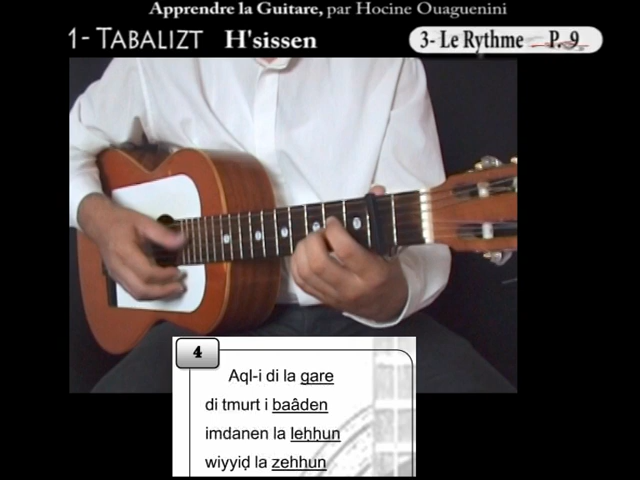 Apprendre la Guitare, par Hocine Ouaguenini
1- TABALIZT H'sissen
3- Le Rythme P. 9
4
Aql-i di la gare
di tmurt i baâden
imdanen la leḥḥun
wiyyiḍ la zehhun